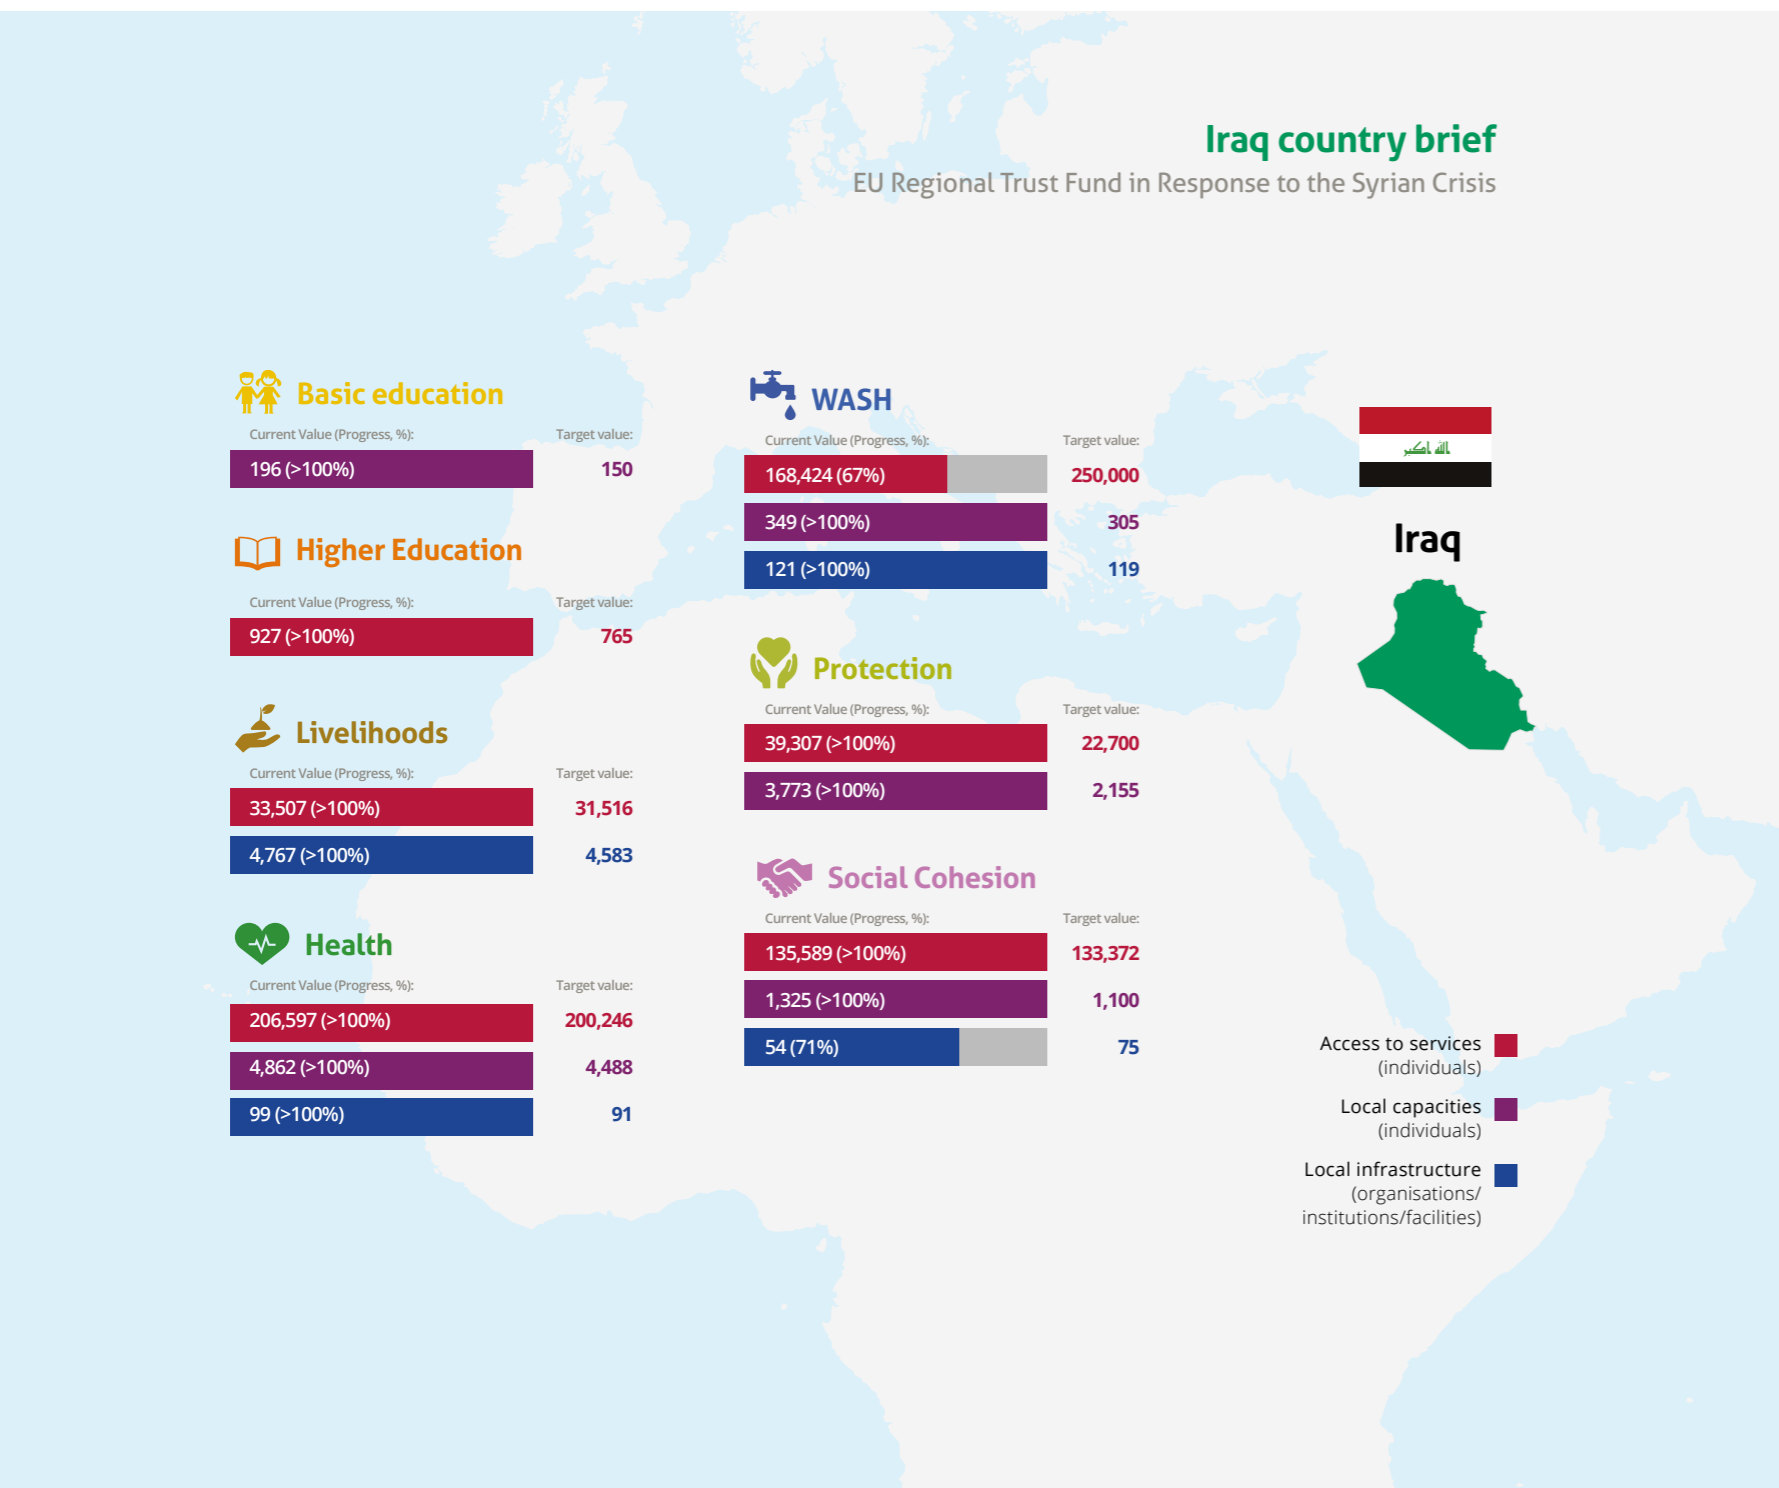 Iraq country brief
EU Regional Trust Fund in Response to the Syrian Crisis
Basic education
Current Value (Progress, %): Target value:
196 (>100%) 150
Higher Education
Current Value (Progress, %): Target value:
927 (>100%) 765
Livelihoods
Current Value (Progress, %): Target value:
33,507 (>100%) 31,516
4,767 (>100%) 4,583
Health
Current Value (Progress, %): Target value:
206,597 (>100%) 200,246
4,862 (>100%) 4,488
99 (>100%) 91
WASH
Current Value (Progress, %): Target value:
168,424 (67%) 250,000
349 (>100%) 305
121 (>100%) 119
Protection
Current Value (Progress, %): Target value:
39,307 (>100%) 22,700
3,773 (>100%) 2,155
Social Cohesion
Current Value (Progress, %): Target value:
135,589 (>100%) 133,372
1,325 (>100%) 1,100
54 (71%) 75
الله اكبر
Iraq
Access to services
(individuals)
Local capacities
(individuals)
Local infrastructure
(organisations/
institutions/facilities)